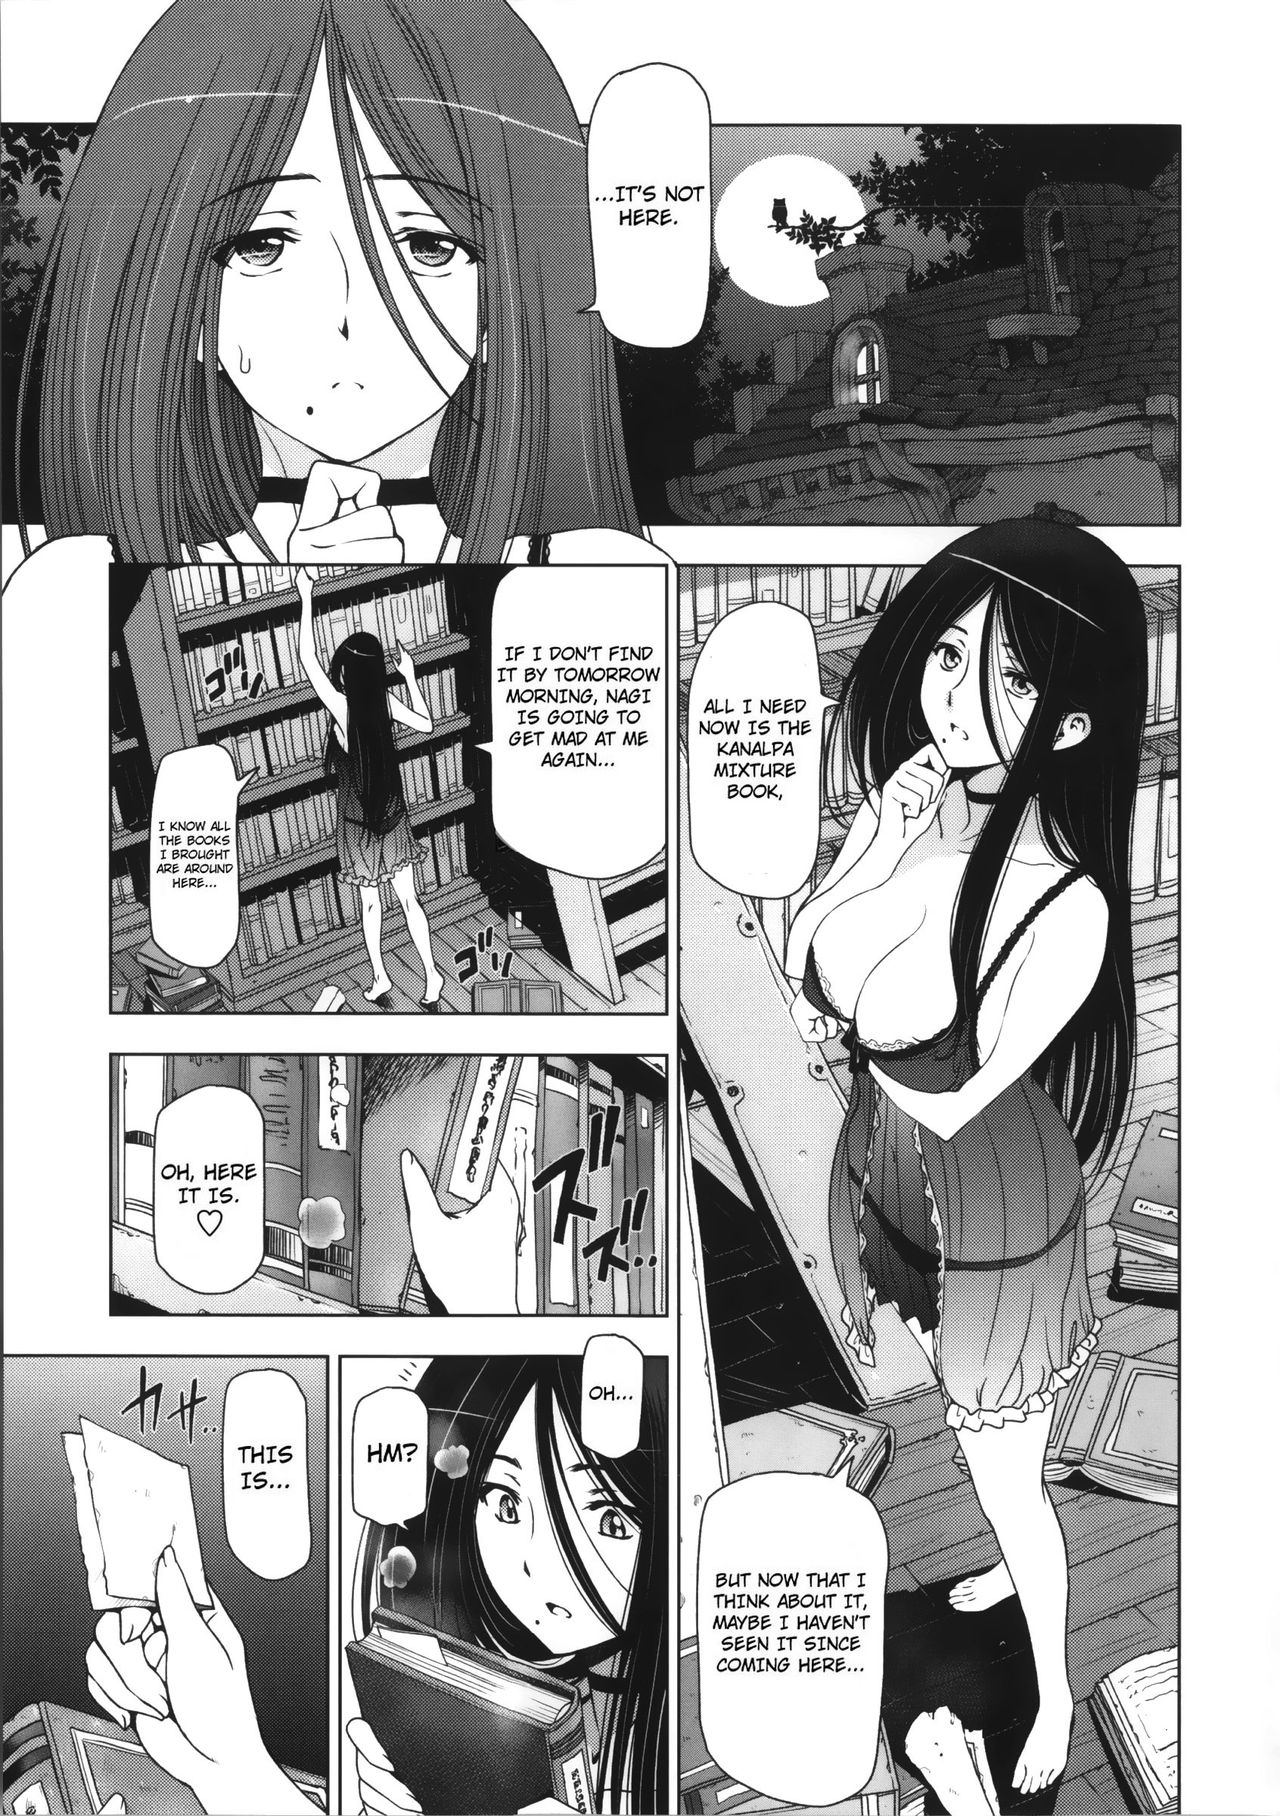 ...IT'S NOT
HERE.
ALL I NEED
NOW IS THE
KANALPA
MIXTURE
BOOK,
BUT NOW THAT I
THINK ABOUT IT,
MAYBE I HAVEN'T
SEEN IT SINCE
COMING HERE...
IF I DON'T FIND
IT BY TOMORROW
MORNING, NAGI
IS GOING TO
GET MAD AT ME
AGAIN...
ゴソ
I KNOW ALL
THE BOOKS
I BROUGHT
ARE AROUND
HERE...
ゴソ
OH, HERE
IT IS.
♡
ズズズ..
OH...
HM?
THIS
IS...
カサ..